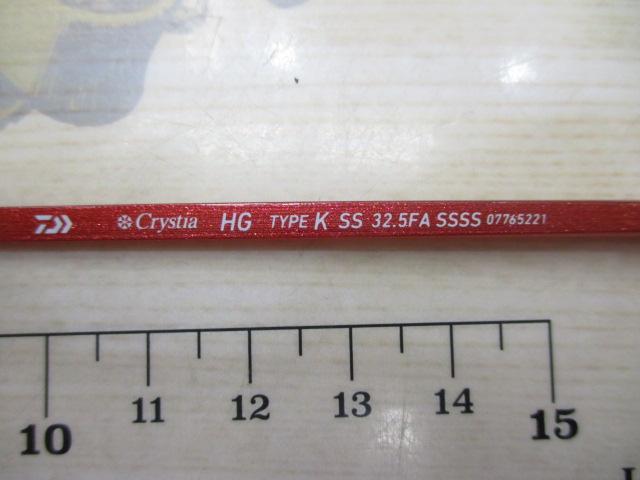 Crystia HG TYPE K SS 32.5FA SSSS 07765221
10 11 12 13 14 15